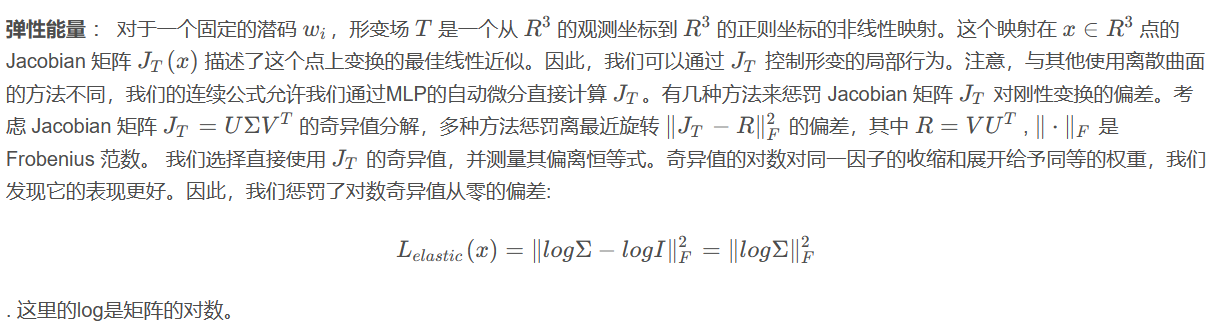 弹性能量： 对于一个固定的潜码 $w_i$ ，形变场 $T$ 是一个从 $R^3$ 的观测坐标到 $R^3$ 的正则坐标的非线性映射。这个映射在 $x \in R^3$ 点的
Jacobian 矩阵 $J_T(x)$ 描述了这个点上变换的最佳线性近似。因此，我们可以通过 $J_T$ 控制形变的局部行为。注意，与其他使用离散曲面
的方法不同，我们的连续公式允许我们通过MLP的自动微分直接计算 $J_T$ 。有几种方法来惩罚 Jacobian 矩阵 $J_T$ 对刚性变换的偏差。考
虑 Jacobian 矩阵 $J_T = U\Sigma V^T$ 的奇异值分解，多种方法惩罚离最近旋转 $\|J_T - R\|_F^2$ 的偏差，其中 $R = VU^T$ , $\|\cdot\|_F$ 是
Frobenius 范数。 我们选择直接使用 $J_T$ 的奇异值，并测量其偏离恒等式。奇异值的对数对同一因子的收缩和展开给予同等的权重，我们
发现它的表现更好。因此，我们惩罚了对数奇异值从零的偏差:
$L_{elastic}(x) = \|log\Sigma - logI\|_F^2 = \|log\Sigma\|_F^2$
. 这里的log是矩阵的对数。